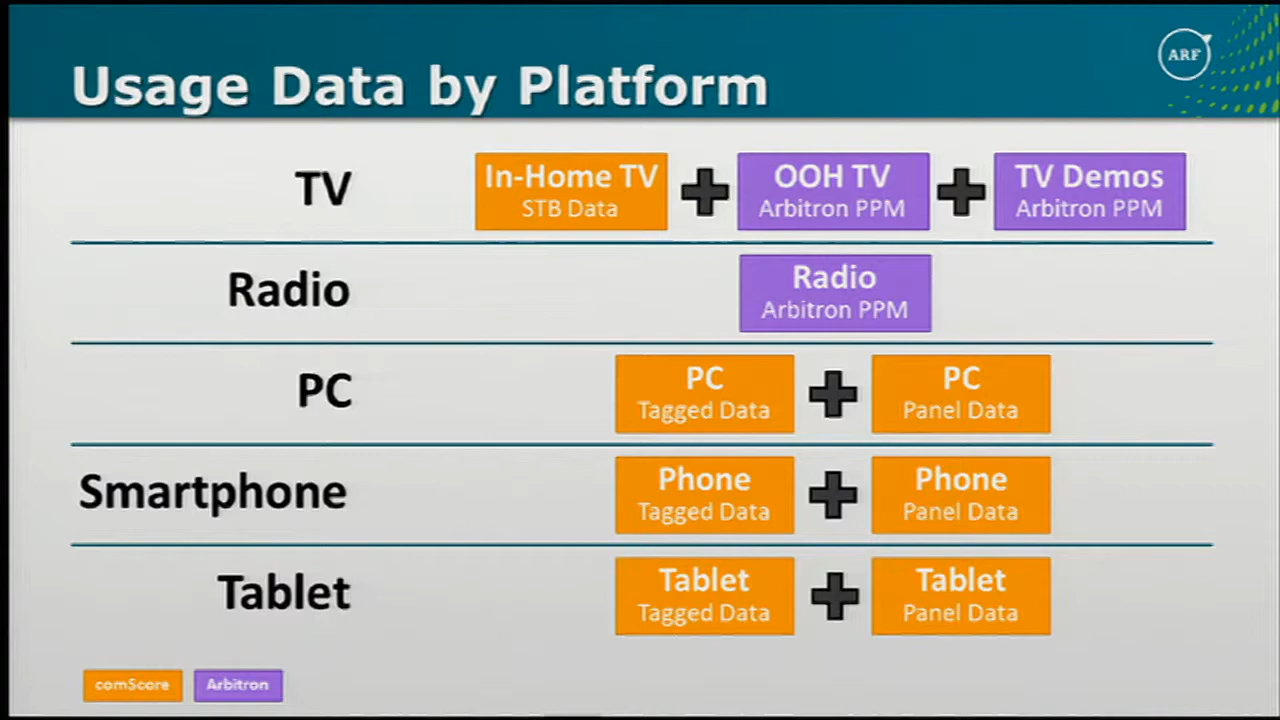 ARF
Usage Data by Platform
TV
In-Home TV
STB Data
OOH TV
Arbitron PPM
TV Demos
Arbitron PPM
Radio
Radio
Arbitron PPM
PC
PC
Tagged Data
PC
Panel Data
Smartphone
Phone
Tagged Data
Phone
Panel Data
Tablet
Tablet
Tagged Data
Tablet
Panel Data
comScore
Arbitron